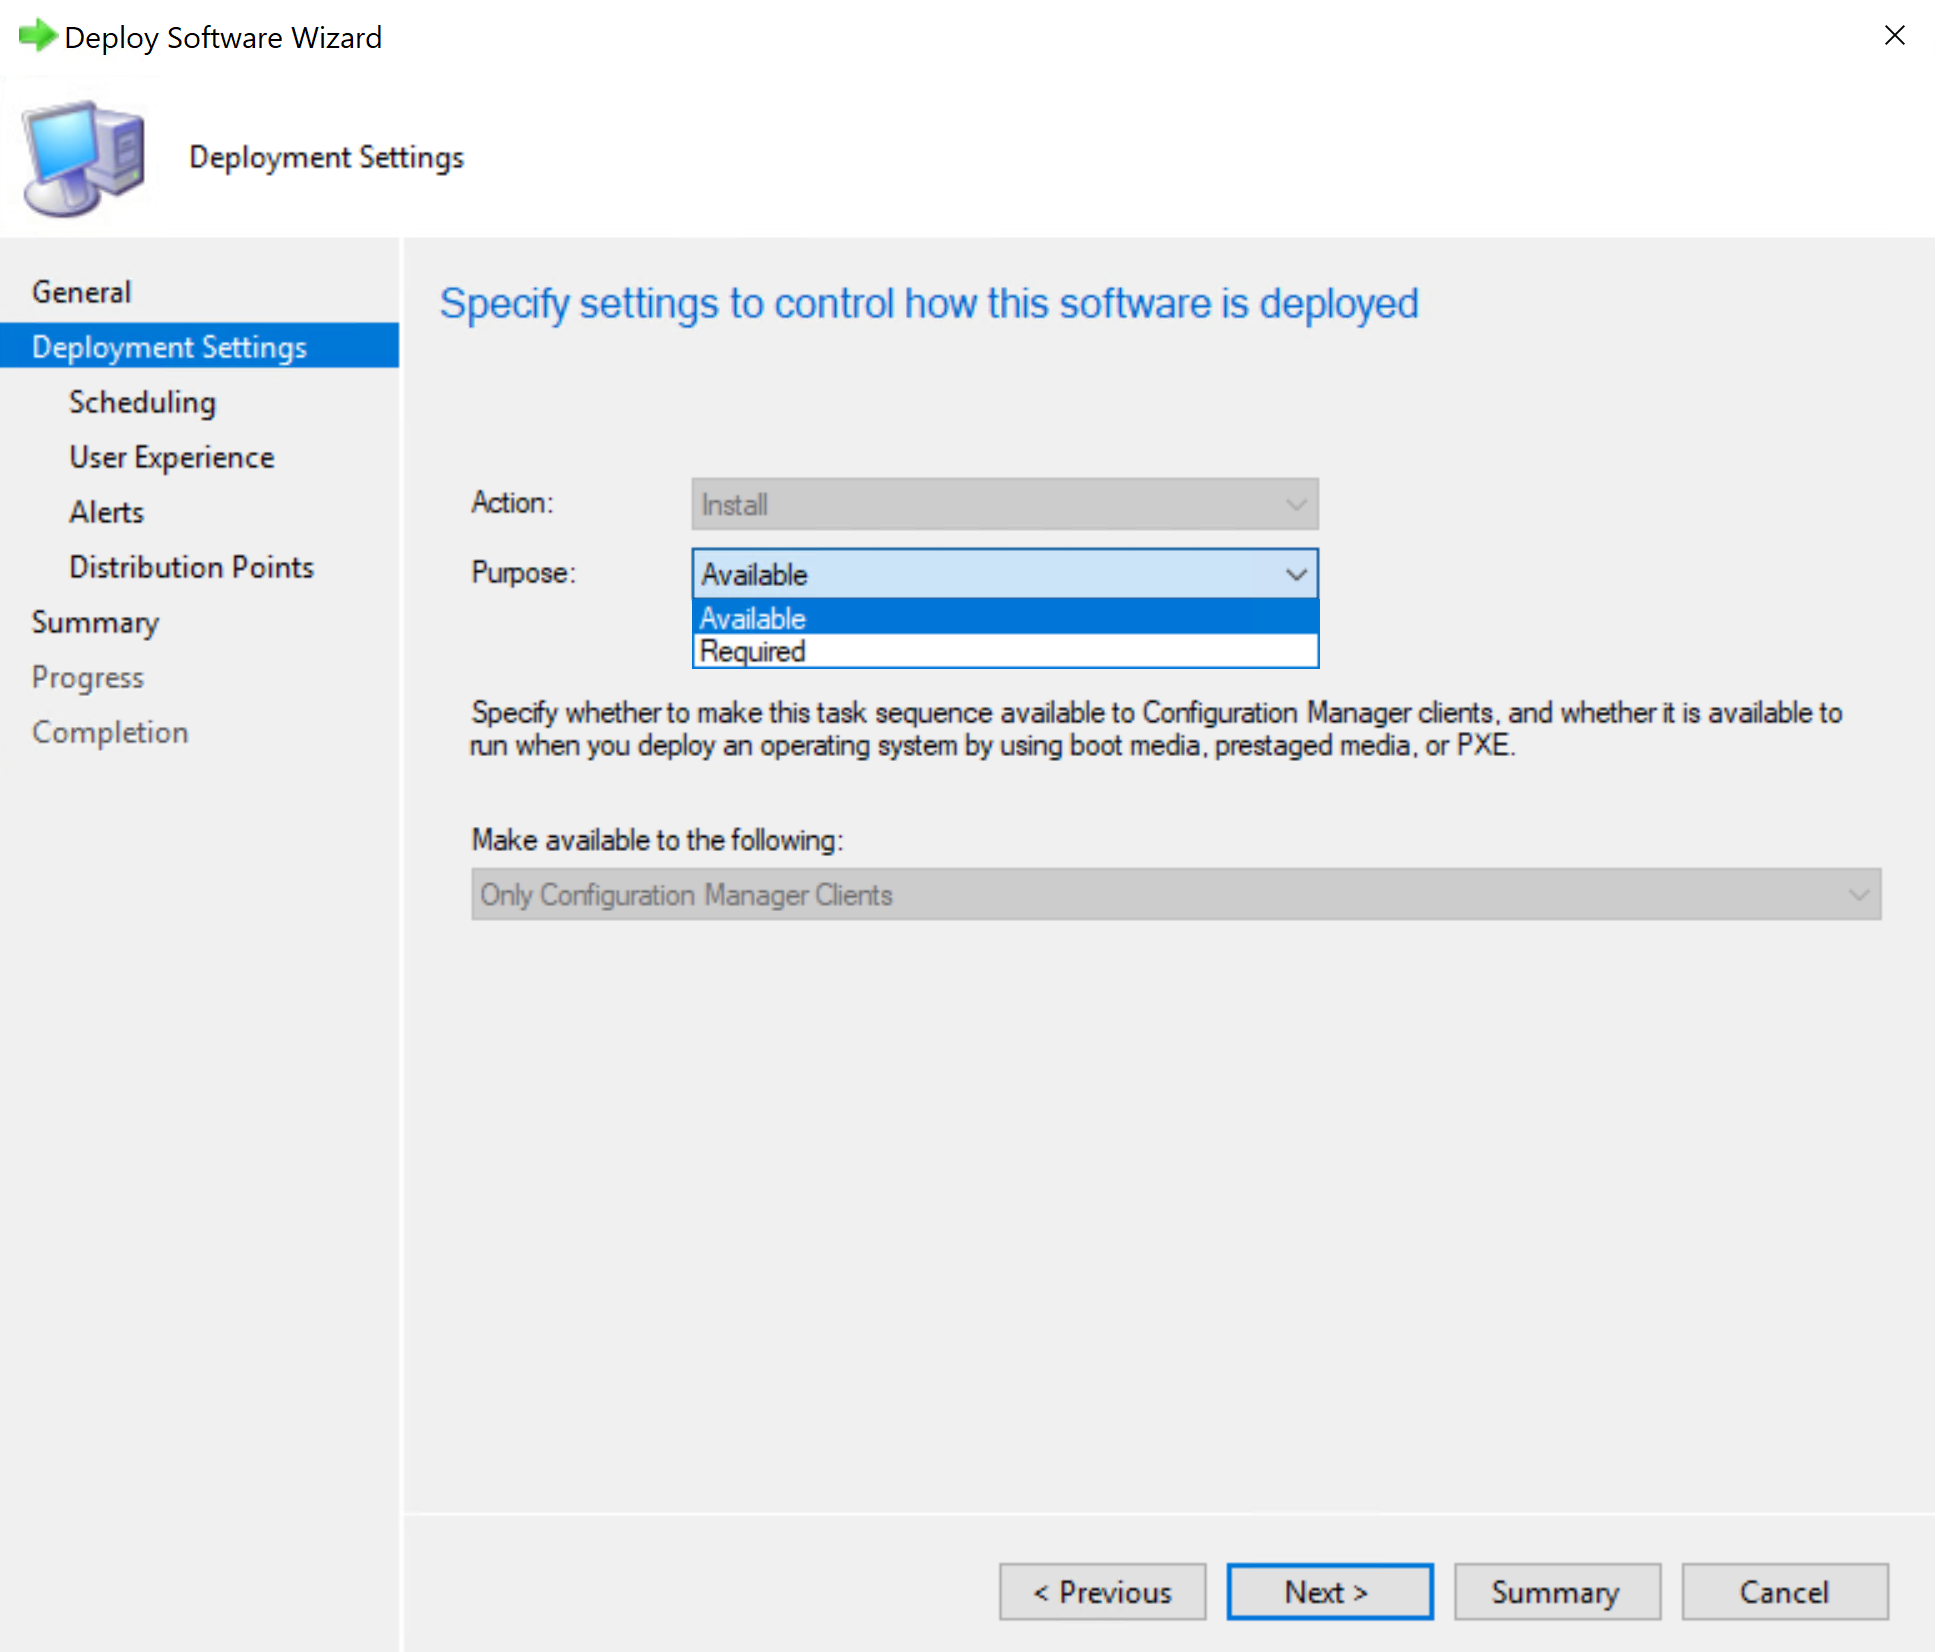 Deploy Software Wizard
Deployment Settings
General
Deployment Settings
Scheduling
User Experience
Alerts
Distribution Points
Summary
Progress
Completion
Specify settings to control how this software is deployed
Action: Install
Purpose: Available
Available
Required
Specify whether to make this task sequence available to Configuration Manager clients, and whether it is available to
run when you deploy an operating system by using boot media, prestaged media, or PXE.
Make available to the following:
Only Configuration Manager Clients
< Previous Next > Summary Cancel